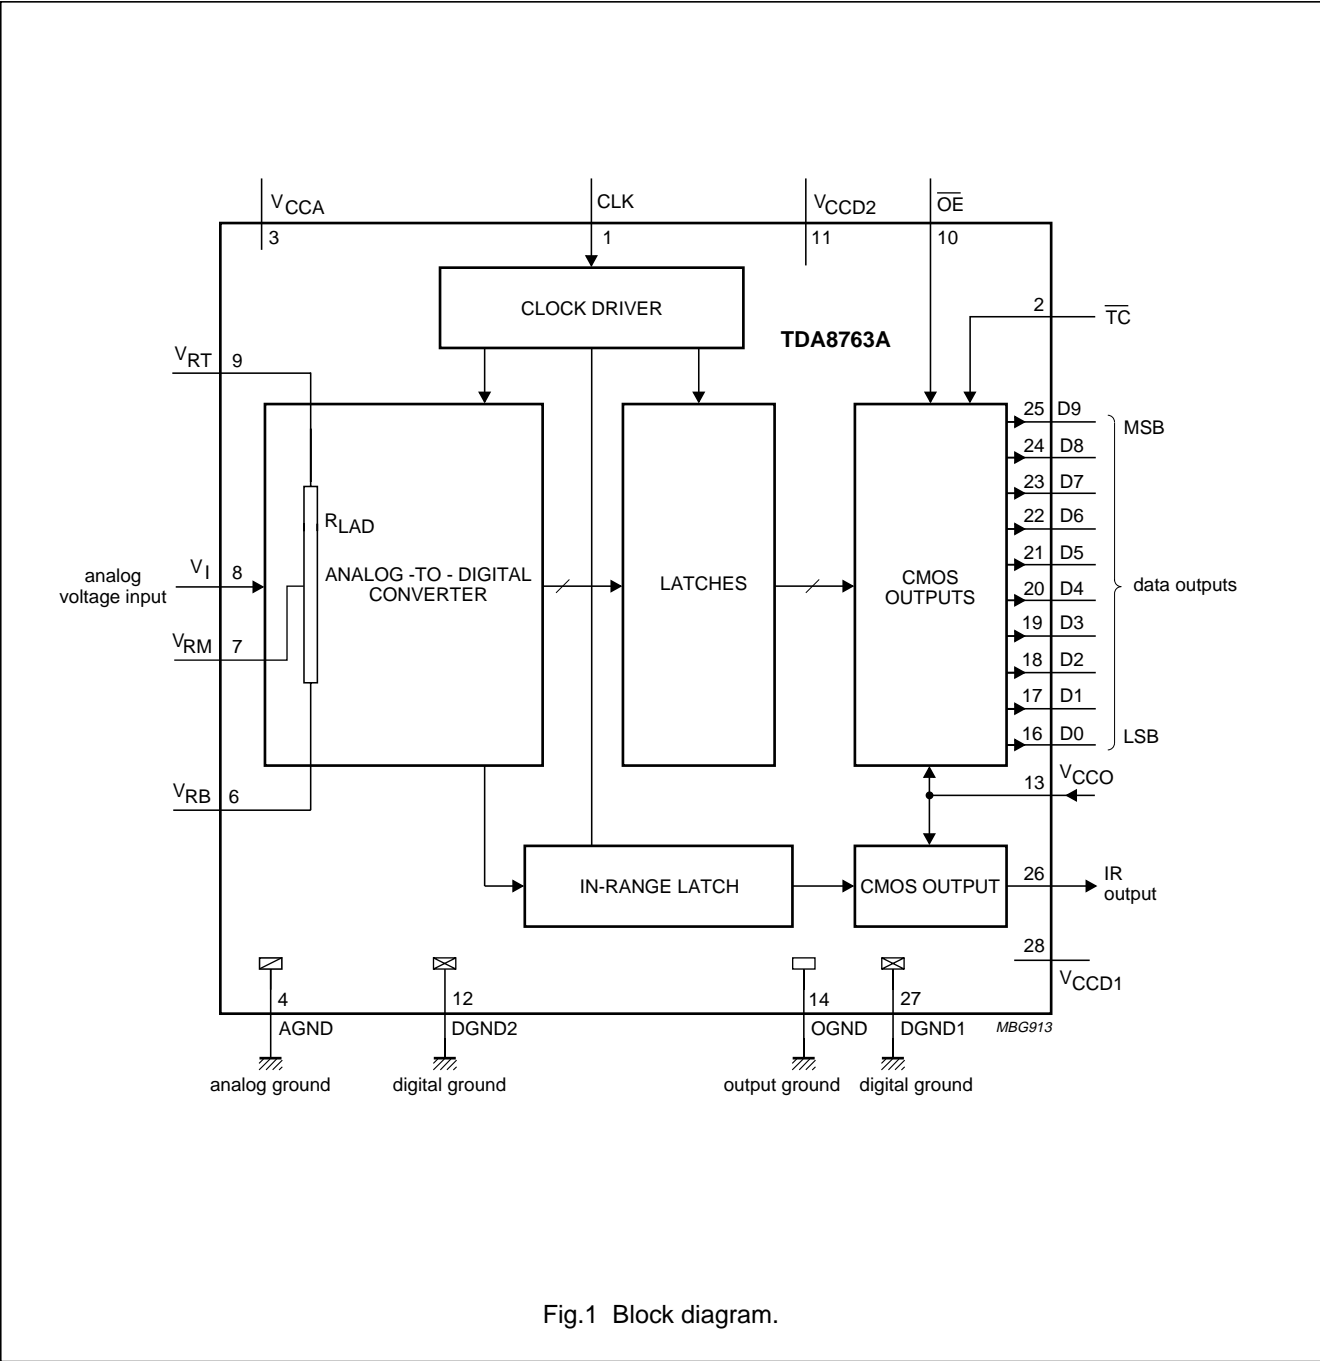 VCCA
CLK
VCCD2
OE
3
1
11
10
CLOCK DRIVER
TDA8763A
2
TC
VRT
9
25 D9
MSB
24 D8
23 D7
22 D6
21 D5
20 D4
19 D3
18 D2
17 D1
16 D0
LSB
data outputs
RLAD
analog
voltage input
VI
8
ANALOG -TO - DIGITAL
CONVERTER
LATCHES
CMOS
OUTPUTS
VRM
7
VRB
6
13
VCCO
IN-RANGE LATCH
CMOS OUTPUT
26
IR
output
28
VCCD1
4
12
14
27
AGND
DGND2
OGND
DGND1
MBG913
analog ground
digital ground
output ground
digital ground
Fig.1 Block diagram.